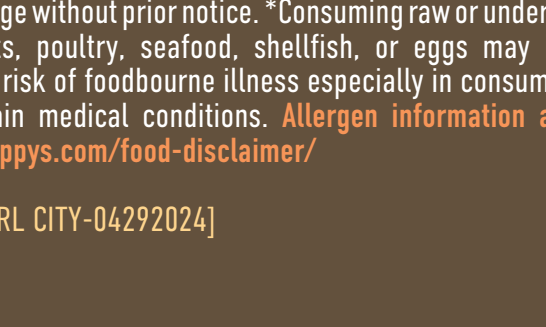 ge without prior notice. *Consuming raw or under
ts, poultry, seafood, shellfish, or eggs may
risk of foodbourne illness especially in consum
in medical conditions. Allergen information a
ppys.com/food-disclaimer/
RL CITY-04292024]